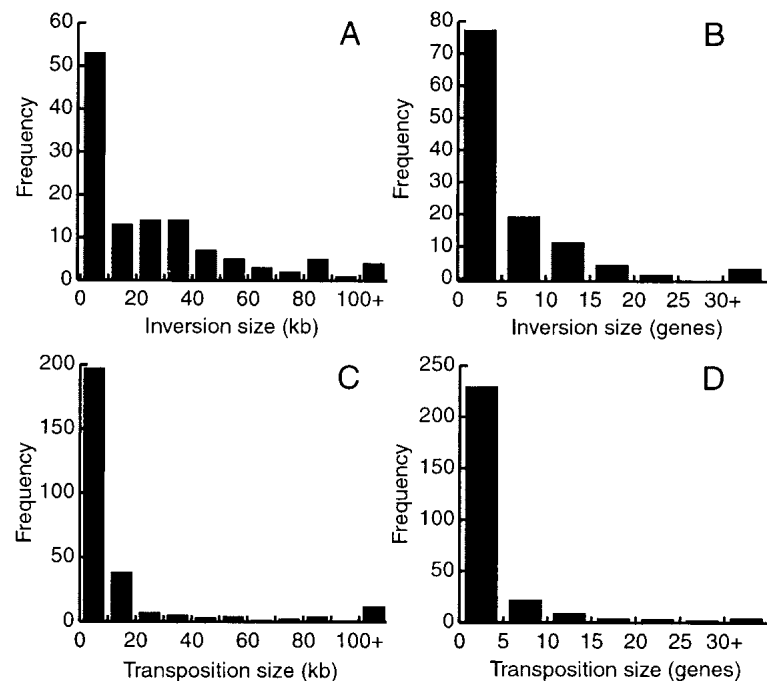 A
Frequency
60
50
40
30
20
10
0
0 20 40 60 80 100+
Inversion size (kb)
B
Frequency
80
70
60
50
40
30
20
10
0
0 5 10 15 20 25 30+
Inversion size (genes)
C
Frequency
200
150
100
50
0
0 20 40 60 80 100+
Transposition size (kb)
D
Frequency
250
200
150
100
50
0
0 5 10 15 20 25 30+
Transposition size (genes)